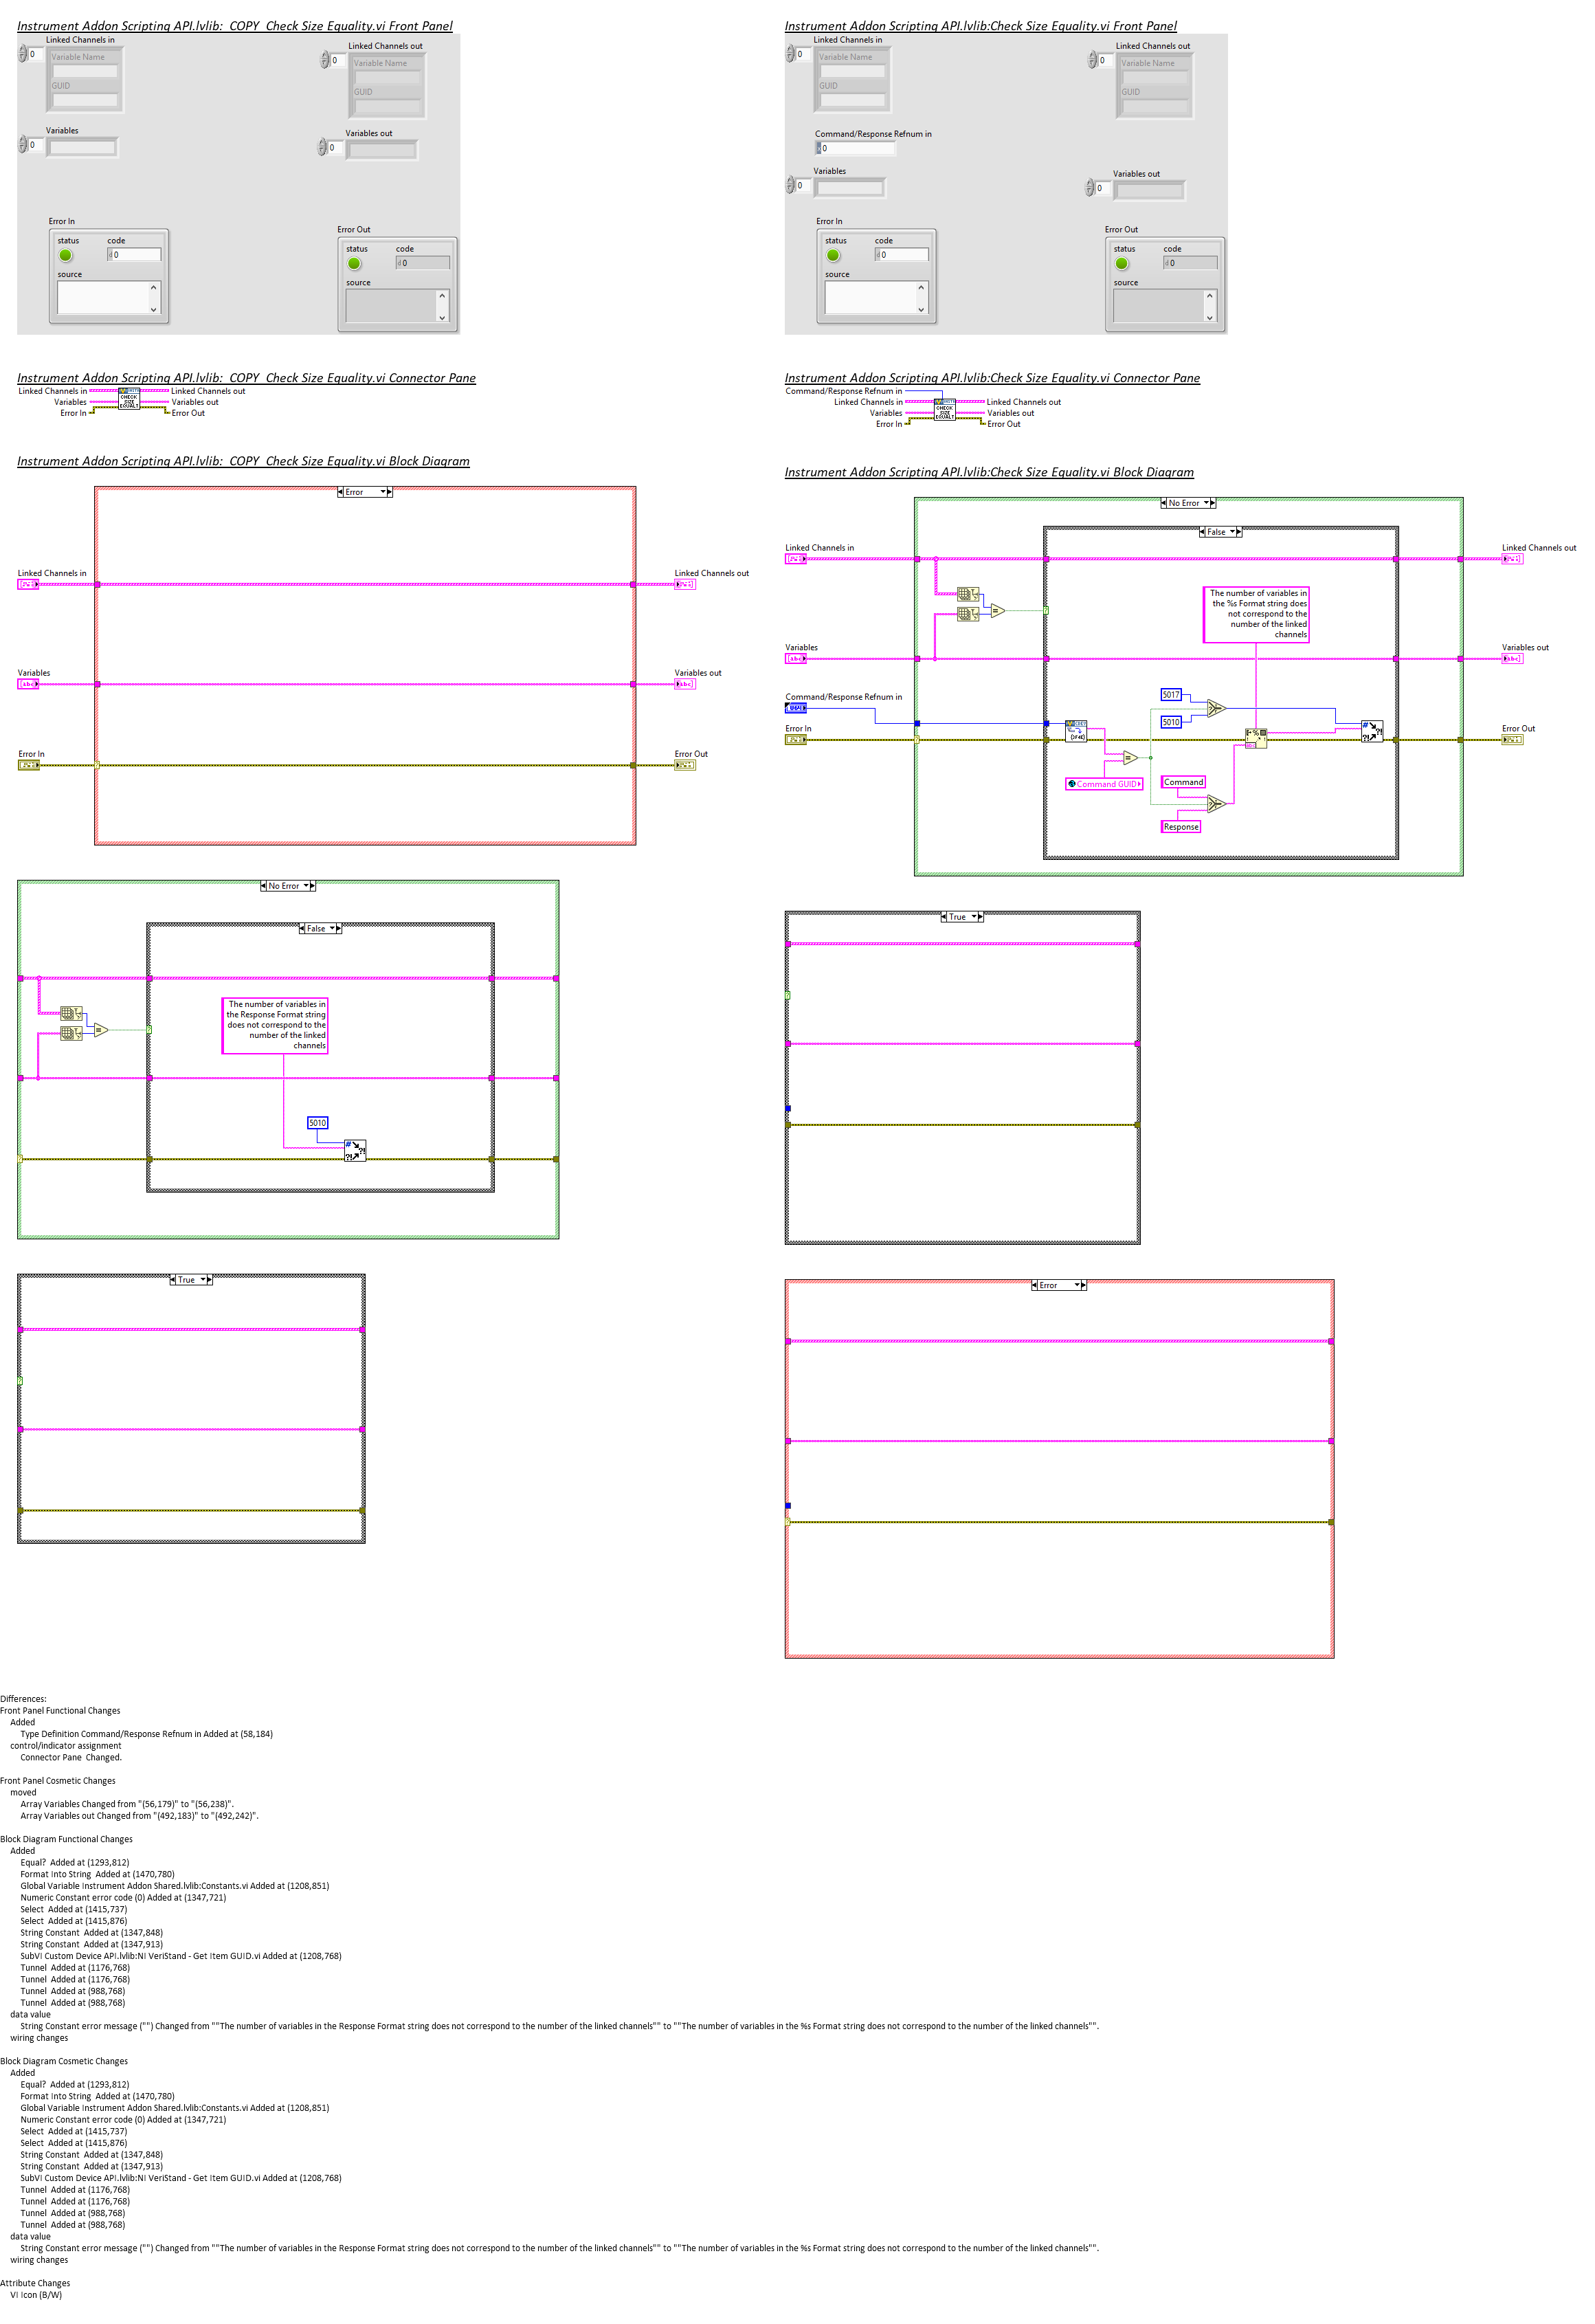 Instrument Addon Scripting API.lvlib:_COPY_Check Size Equality.vi Front Panel
Linked Channels in
0
Variable Name
GUID
Linked Channels out
0
Variable Name
GUID
Variables
0
Variables out
0
Error In
status
code
d 0
source
Error Out
status
code
d 0
source
Instrument Addon Scripting API.lvlib:_COPY_Check Size Equality.vi Connector Pane
Linked Channels in
Variables
Error In
CHECK
SIZE
EQUALT
Linked Channels out
Variables out
Error Out
Instrument Addon Scripting API.lvlib:_COPY_Check Size Equality.vi Block Diagram
Error
Linked Channels in
Linked Channels out
Variables
abc
Variables out
abc
Error In
Error Out
No Error
False
The number of variables in
the Response Format string
does not correspond to the
number of the linked
channels
5010
True
Instrument Addon Scripting API.lvlib:Check Size Equality.vi Front Panel
Linked Channels in
0
Variable Name
GUID
Linked Channels out
0
Variable Name
GUID
Command/Response Refnum in
0
Variables
0
Variables out
0
Error In
status
code
d 0
source
Error Out
status
code
d 0
source
Instrument Addon Scripting API.lvlib:Check Size Equality.vi Connector Pane
Command/Response Refnum in
Linked Channels in
Variables
Error In
CHECK
SIZE
EQUALT
Linked Channels out
Variables out
Error Out
Instrument Addon Scripting API.lvlib:Check Size Equality.vi Block Diagram
No Error
False
Linked Channels in
Linked Channels out
The number of variables in
the %s Format string does
not correspond to the
number of the linked
channels
Variables
abc
Variables out
abc
Command/Response Refnum in
5017
5010
Error In
Error Out
Command GUID
Command
Response
True
Error
Differences:
Front Panel Functional Changes
Added
Type Definition Command/Response Refnum in Added at (58,184)
control/indicator assignment
Connector Pane  Changed.
Front Panel Cosmetic Changes
moved
Array Variables Changed from "(56,179)" to "(56,238)".
Array Variables out Changed from "(492,183)" to "(492,242)".
Block Diagram Functional Changes
Added
Equal?  Added at (1293,812)
Format Into String  Added at (1470,780)
Global Variable Instrument Addon Shared.lvlib:Constants.vi Added at (1208,851)
Numeric Constant error code (0) Added at (1347,721)
Select  Added at (1415,737)
Select  Added at (1415,876)
String Constant  Added at (1347,848)
String Constant  Added at (1347,913)
SubVI Custom Device API.lvlib:NI VeriStand - Get Item GUID.vi Added at (1208,768)
Tunnel  Added at (1176,768)
Tunnel  Added at (1176,768)
Tunnel  Added at (988,768)
Tunnel  Added at (988,768)
data value
String Constant error message ("") Changed from ""The number of variables in the Response Format string does not correspond to the number of the linked channels"" to ""The number of variables in the %s Format string does not correspond to the number of the linked channels"".
wiring changes
Block Diagram Cosmetic Changes
Added
Equal?  Added at (1293,812)
Format Into String  Added at (1470,780)
Global Variable Instrument Addon Shared.lvlib:Constants.vi Added at (1208,851)
Numeric Constant error code (0) Added at (1347,721)
Select  Added at (1415,737)
Select  Added at (1415,876)
String Constant  Added at (1347,848)
String Constant  Added at (1347,913)
SubVI Custom Device API.lvlib:NI VeriStand - Get Item GUID.vi Added at (1208,768)
Tunnel  Added at (1176,768)
Tunnel  Added at (1176,768)
Tunnel  Added at (988,768)
Tunnel  Added at (988,768)
data value
String Constant error message ("") Changed from ""The number of variables in the Response Format string does not correspond to the number of the linked channels"" to ""The number of variables in the %s Format string does not correspond to the number of the linked channels"".
wiring changes
Attribute Changes
VI Icon (B/W)